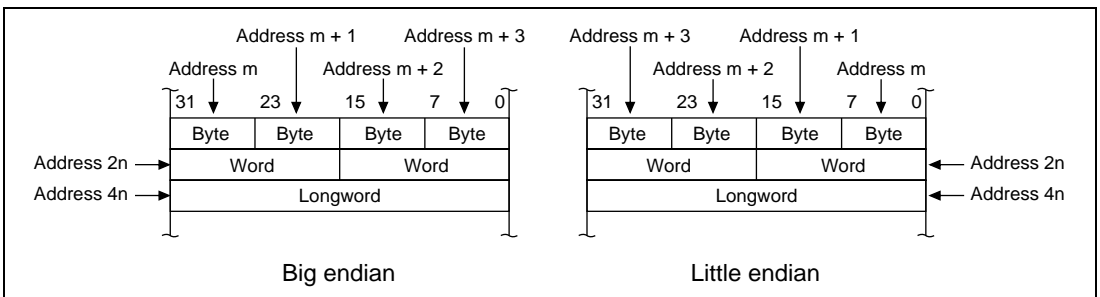 Address m + 1 Address m + 3 Address m + 3 Address m + 1
Address m Address m + 2 Address m + 2 Address m
31 23 15 7 0 31 23 15 7 0
Byte Byte Byte Byte Byte Byte Byte Byte
Address 2n Word Word Word Word Address 2n
Address 4n Longword Longword Address 4n
Big endian Little endian